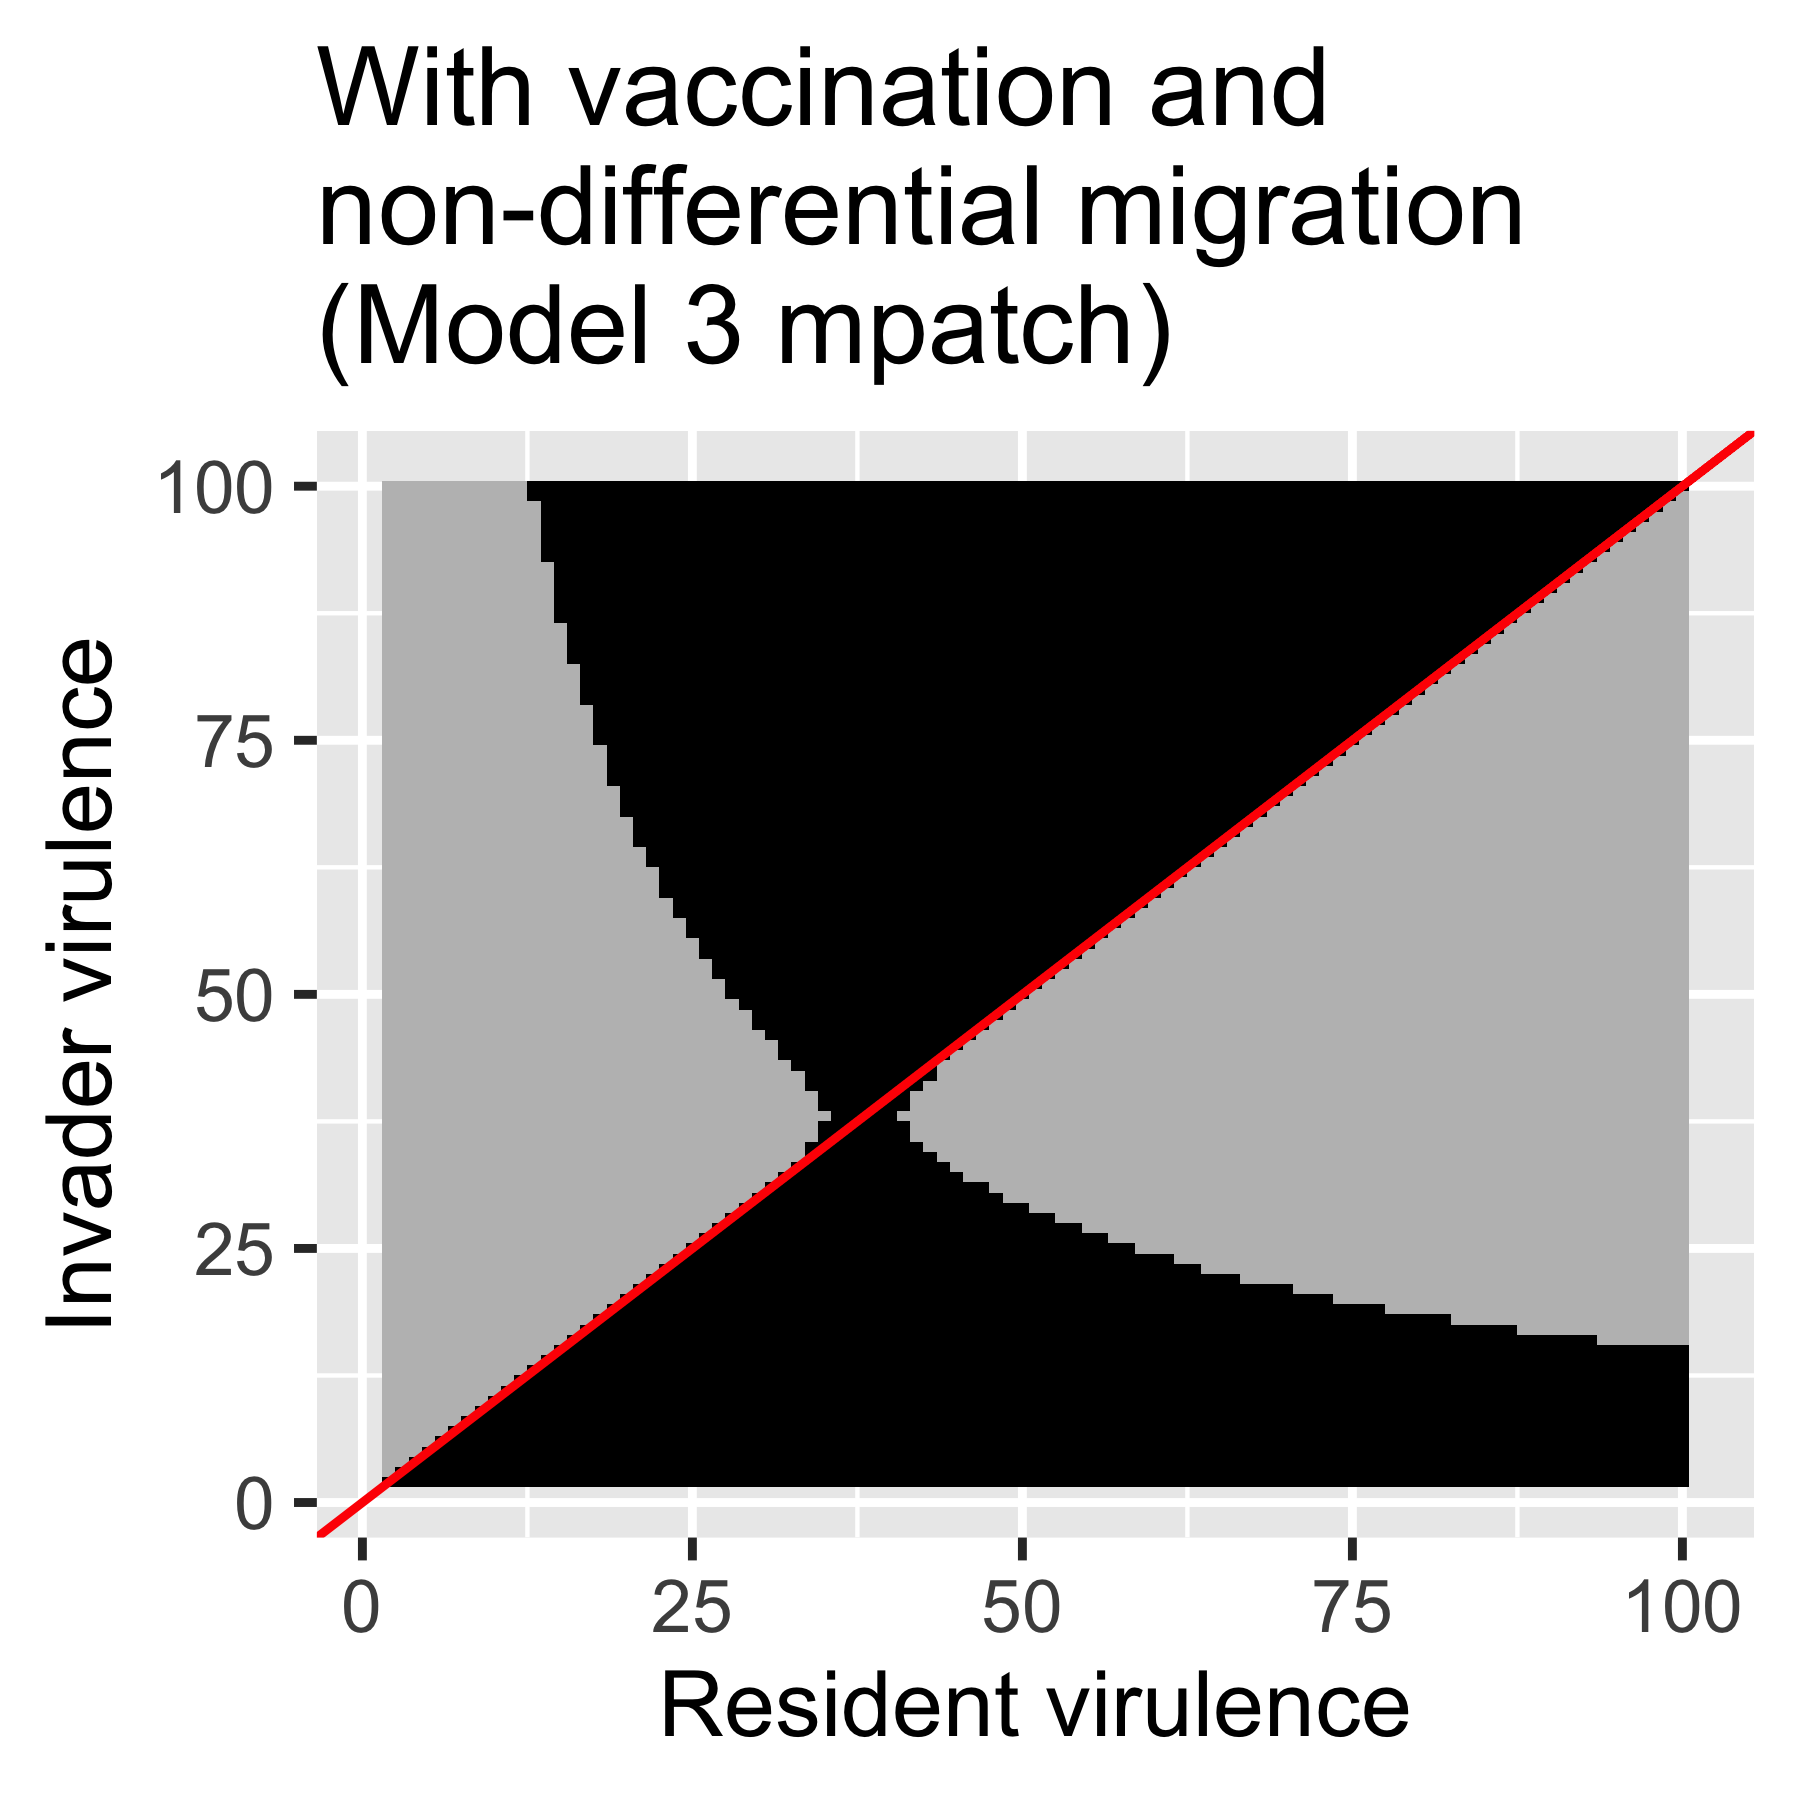 With vaccination and
non-differential migration
(Model 3 mpatch)
Invader virulence
100
75
50
25
0
0 25 50 75 100
Resident virulence